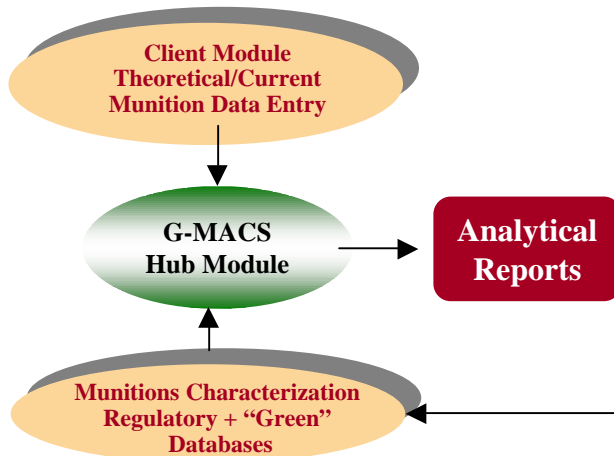 Client Module
Theoretical/Current
Munition Data Entry
G-MACS
Hub Module
Analytical
Reports
Munitions Characterization
Regulatory + “Green”
Databases